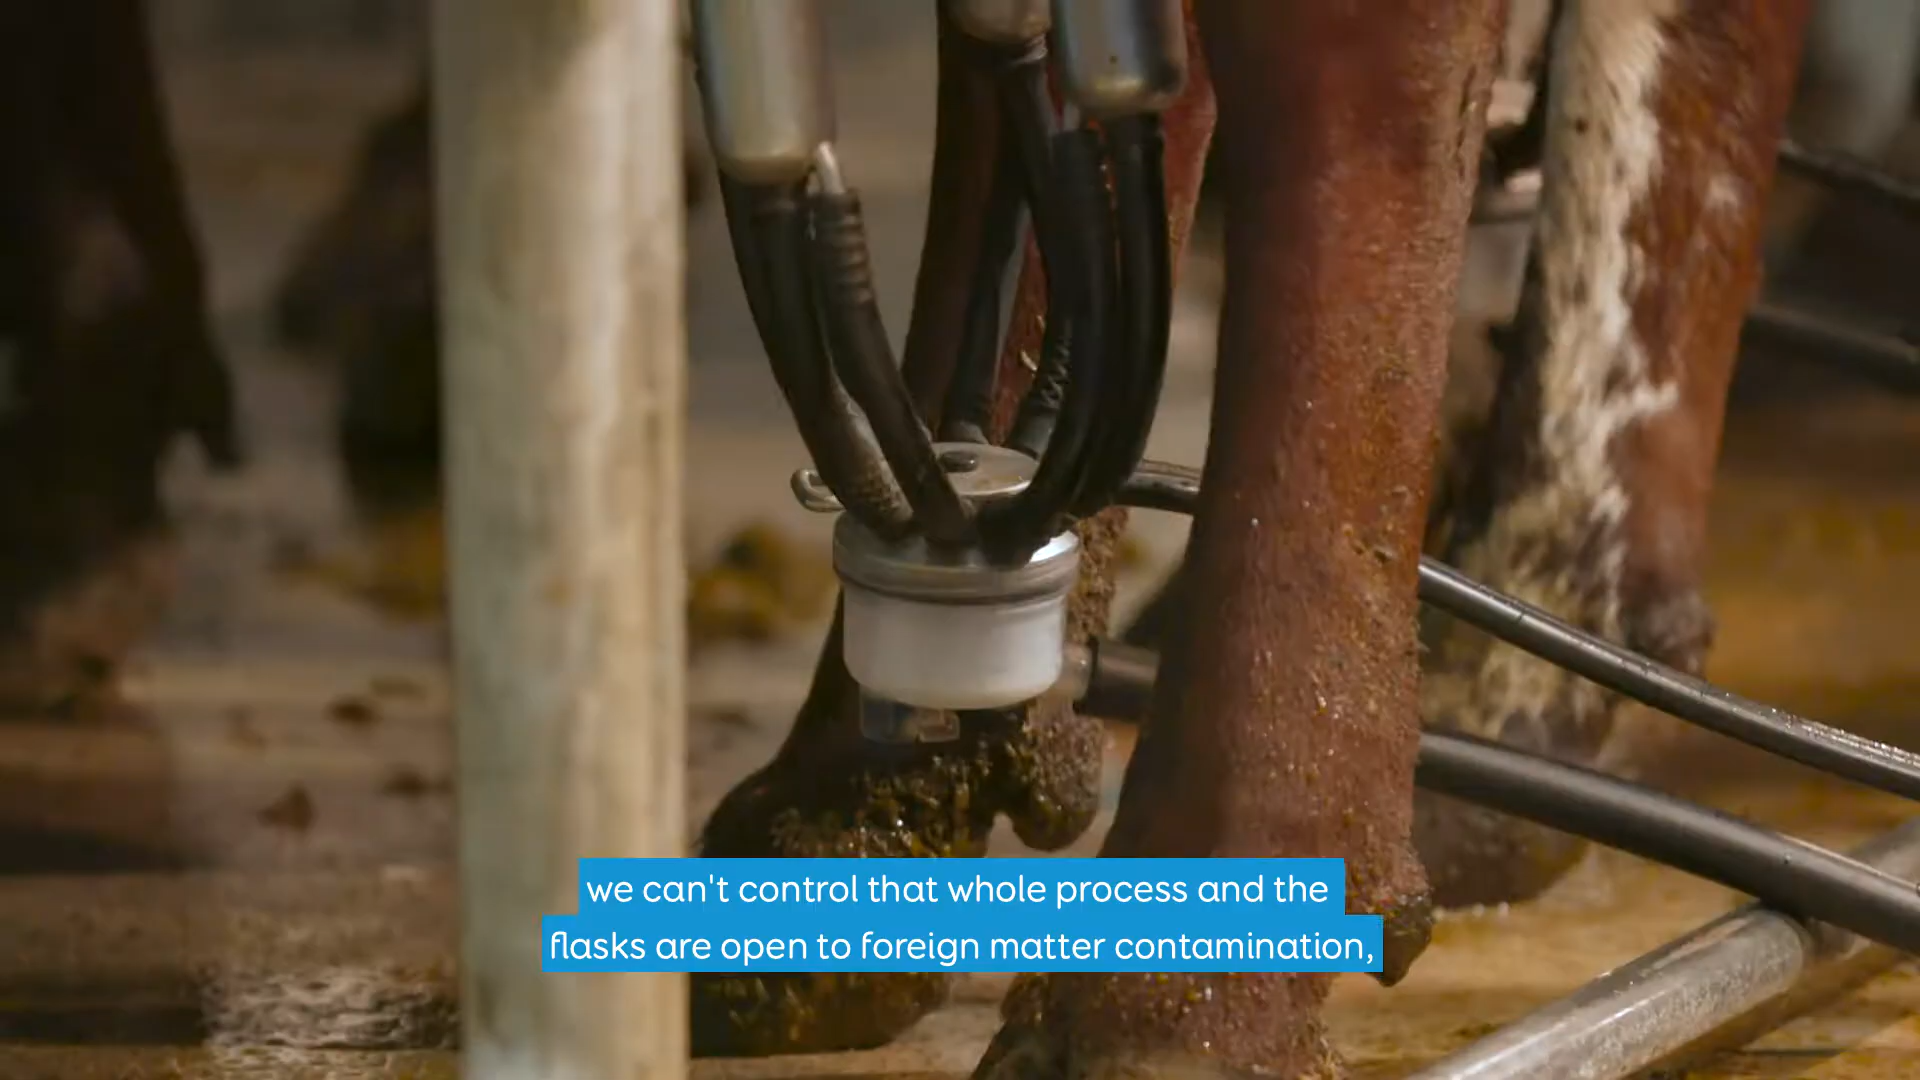 we can't control that whole process and the
flasks are open to foreign matter contamination,